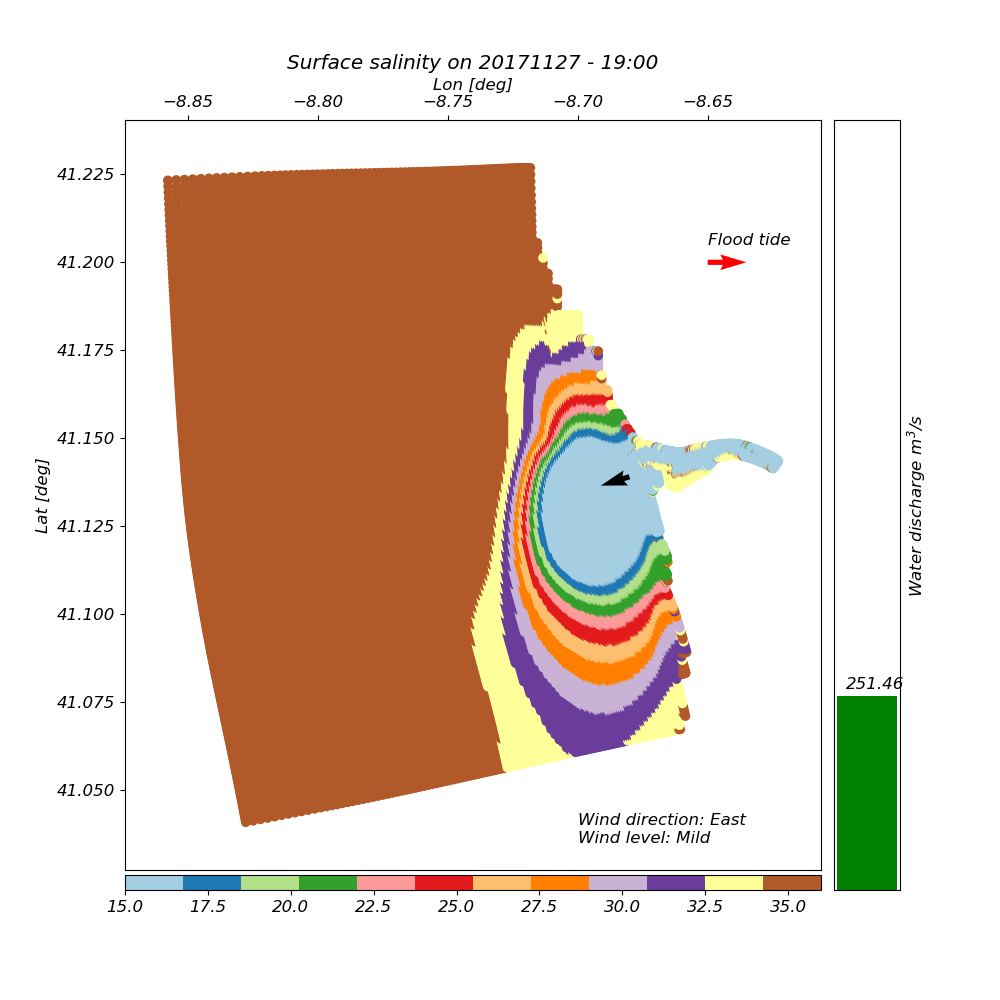 Surface salinity on 20171127 - 19:00
Lon [deg]
−8.85 −8.80 −8.75 −8.70 −8.65
41.225
41.200
41.175
41.150
41.125
41.100
41.075
41.050
Lat [deg]
Flood tide
Wind direction: East
Wind level: Mild
15.0 17.5 20.0 22.5 25.0 27.5 30.0 32.5 35.0
251.46
Water discharge m³/s